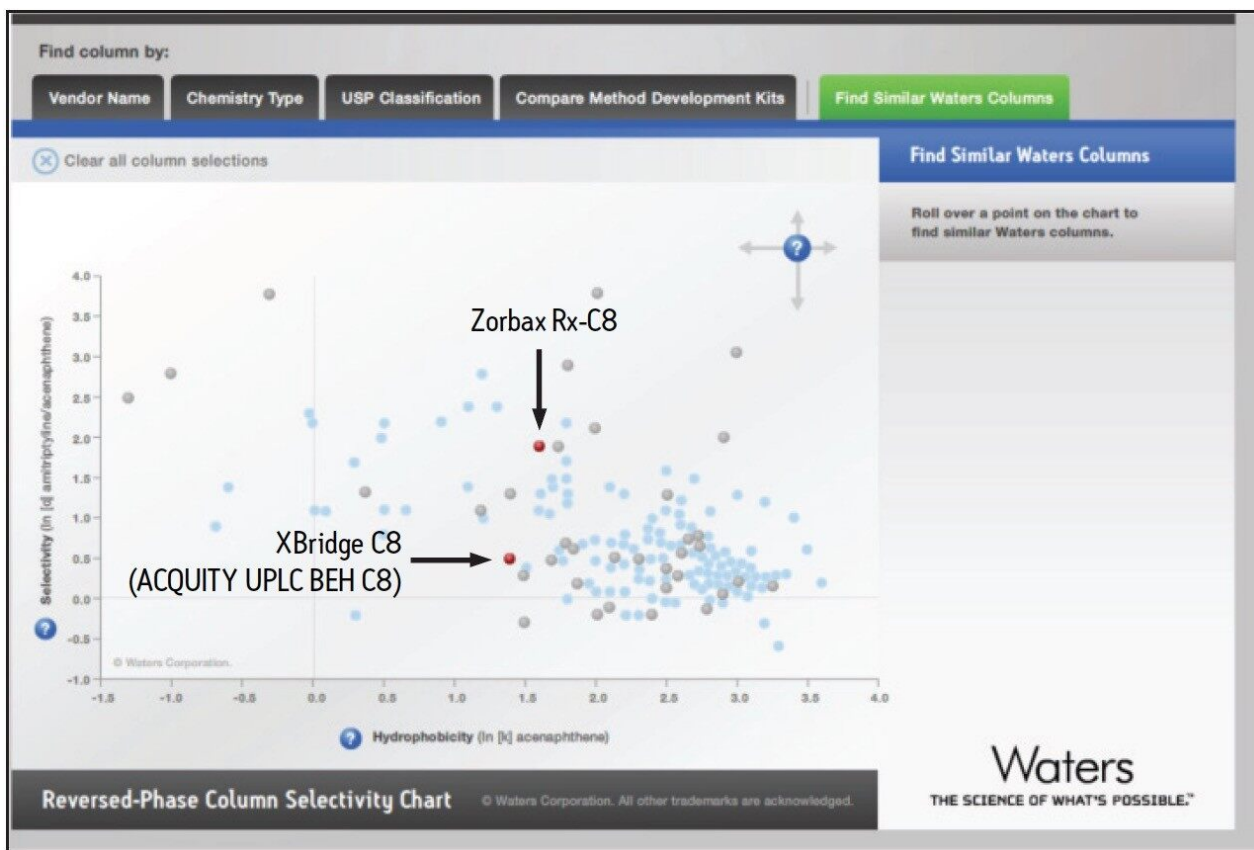 Find column by:
Vendor Name
Chemistry Type
USP Classification
Compare Method Development Kits
Find Similar Waters Columns
Clear all column selections
Find Similar Waters Columns
Roll over a point on the chart to
find similar Waters columns.
?
4.0
3.5
3.0
2.5
2.0
1.5
1.0
0.5
0.0
-0.5
-1.0
Selectivity (ln [α] amitriptyline/acenaphthene)
?
Zorbax Rx-C8
XBridge C8
(ACQUITY UPLC BEH C8)
© Waters Corporation.
-1.5
-1.0
-0.5
0.0
0.5
1.0
1.5
2.0
2.5
3.0
3.5
4.0
? Hydrophobicity (ln [k] acenaphthene)
Reversed-Phase Column Selectivity Chart
© Waters Corporation. All other trademarks are acknowledged.
Waters
THE SCIENCE OF WHAT'S POSSIBLE.™